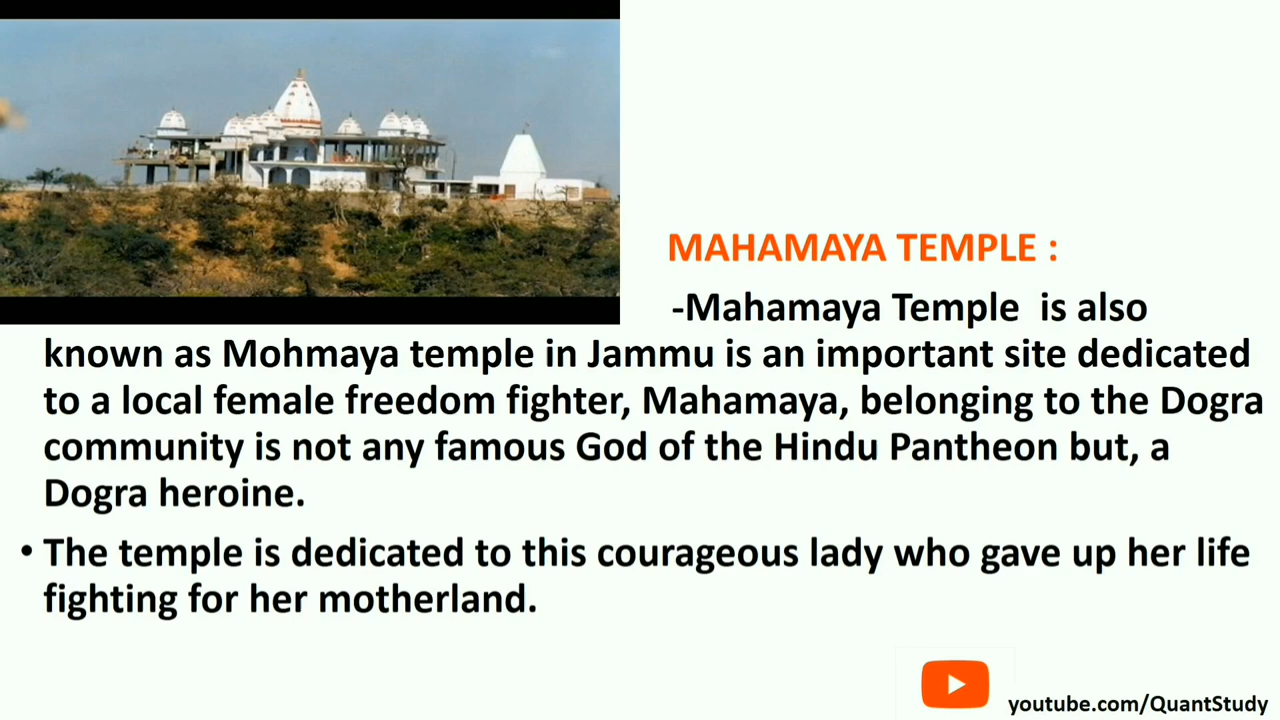 MAHAMAYA TEMPLE :
-Mahamaya Temple is also
known as Mohmaya temple in Jammu is an important site dedicated
to a local female freedom fighter, Mahamaya, belonging to the Dogra
community is not any famous God of the Hindu Pantheon but, a
Dogra heroine.
• The temple is dedicated to this courageous lady who gave up her life
fighting for her motherland.
youtube.com/QuantStudy